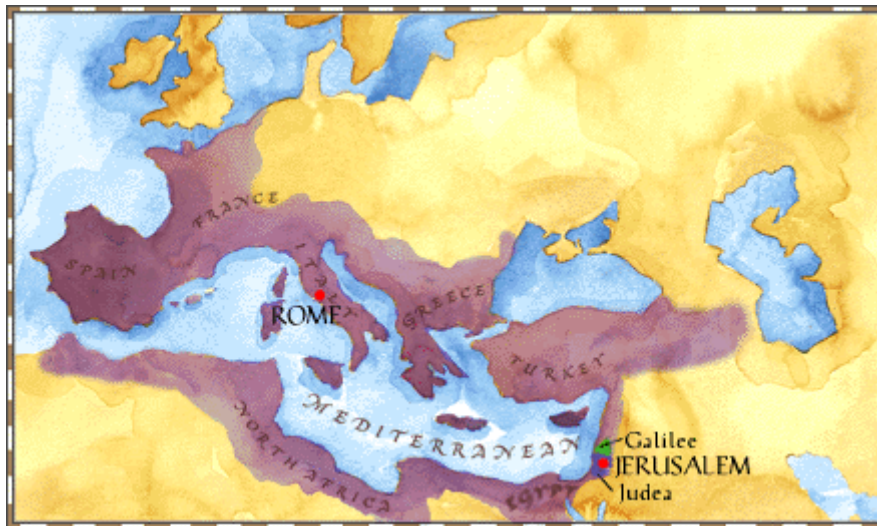 FRANCE
SPAIN
ITALY
ROME
GREECE
TURKEY
MEDITERRANEAN
NORTH AFRICA
EGYPT
Galilee
JERUSALEM
Judea